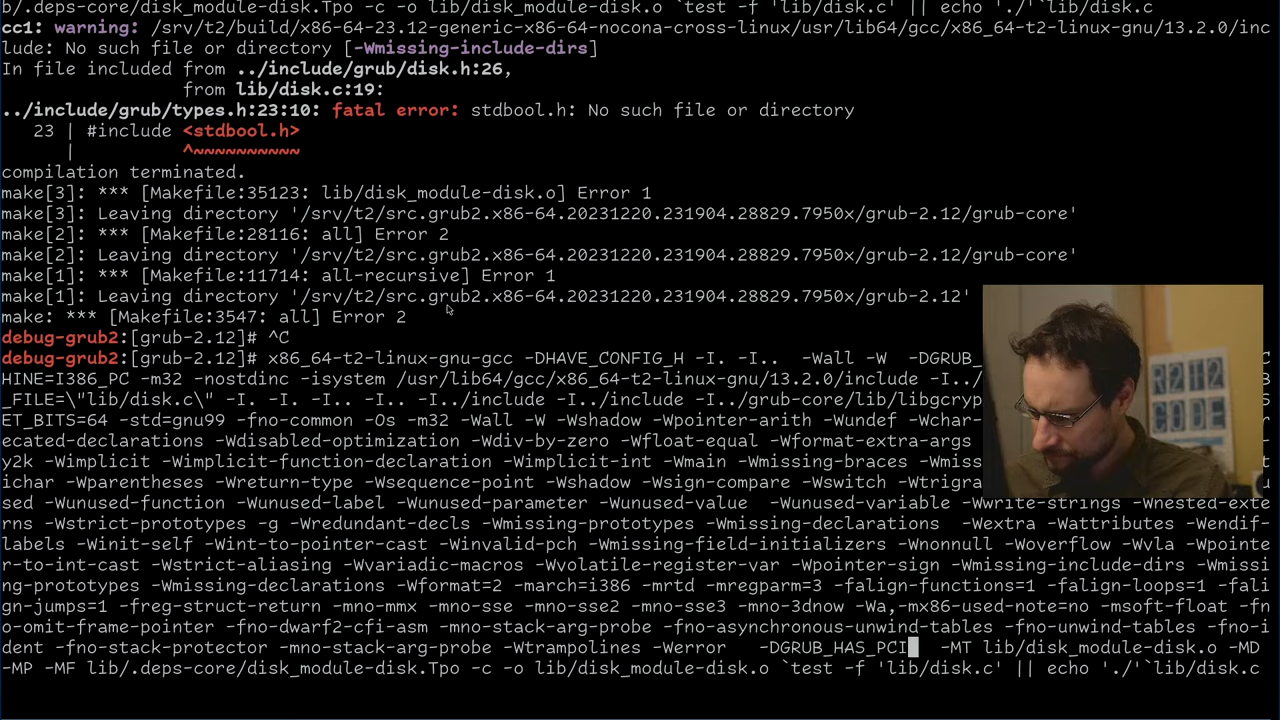 b/.deps-core/disk_module-disk.Tpo -c -o lib/disk_module-disk.o `test -f 'lib/disk.c' || echo './'`lib/disk.c
cc1: warning: /srv/t2/build/x86-64-23.12-generic-x86-64-nocona-cross-linux/usr/lib64/gcc/x86_64-t2-linux-gnu/13.2.0/inc
lude: No such file or directory [-Wmissing-include-dirs]
In file included from ../include/grub/disk.h:26,
from lib/disk.c:19:
../include/grub/types.h:23:10: fatal error: stdbool.h: No such file or directory
23 | #include <stdbool.h>
| ^~~~~~~~~~~
compilation terminated.
make[3]: *** [Makefile:35123: lib/disk_module-disk.o] Error 1
make[3]: Leaving directory '/srv/t2/src.grub2.x86-64.20231220.231904.28829.7950x/grub-2.12/grub-core'
make[2]: *** [Makefile:28116: all] Error 2
make[2]: Leaving directory '/srv/t2/src.grub2.x86-64.20231220.231904.28829.7950x/grub-2.12/grub-core'
make[1]: *** [Makefile:11714: all-recursive] Error 1
make[1]: Leaving directory '/srv/t2/src.grub2.x86-64.20231220.231904.28829.7950x/grub-2.12'
make: *** [Makefile:3547: all] Error 2
debug-grub2:[grub-2.12]# ^C
debug-grub2:[grub-2.12]# x86_64-t2-linux-gnu-gcc -DHAVE_CONFIG_H -I. -I.. -Wall -W -DGRUB_ C
HINE=I386_PC -m32 -nostdinc -isystem /usr/lib64/gcc/x86_64-t2-linux-gnu/13.2.0/include -I../ B
_FILE=\"lib/disk.c\" -I. -I. -I.. -I.. -I../include -I../include -I../grub-core/lib/libgcryp S
ET_BITS=64 -std=gnu99 -fno-common -Os -m32 -Wall -W -Wshadow -Wpointer-arith -Wundef -Wchar- r
ecated-declarations -Wdisabled-optimization -Wdiv-by-zero -Wfloat-equal -Wformat-extra-args
y2k -Wimplicit -Wimplicit-function-declaration -Wimplicit-int -Wmain -Wmissing-braces -Wmiss
ichar -Wparentheses -Wreturn-type -Wsequence-point -Wshadow -Wsign-compare -Wswitch -Wtrigra
sed -Wunused-function -Wunused-label -Wunused-parameter -Wunused-value -Wunused-variable -Wwrite-strings -Wnested-exte
rns -Wstrict-prototypes -g -Wredundant-decls -Wmissing-prototypes -Wmissing-declarations -Wextra -Wattributes -Wendif-
labels -Winit-self -Wint-to-pointer-cast -Winvalid-pch -Wmissing-field-initializers -Wnonnull -Woverflow -Wvla -Wpointe
r-to-int-cast -Wstrict-aliasing -Wvariadic-macros -Wvolatile-register-var -Wpointer-sign -Wmissing-include-dirs -Wmissi
ng-prototypes -Wmissing-declarations -Wformat=2 -march=i386 -mrtd -mregparm=3 -falign-functions=1 -falign-loops=1 -fali
gn-jumps=1 -freg-struct-return -mno-mmx -mno-sse -mno-sse2 -mno-sse3 -mno-3dnow -Wa,-mx86-used-note=no -msoft-float -fn
o-omit-frame-pointer -fno-dwarf2-cfi-asm -mno-stack-arg-probe -fno-asynchronous-unwind-tables -fno-unwind-tables -fno-i
dent -fno-stack-protector -mno-stack-arg-probe -Wtrampolines -Werror -DGRUB_HAS_PCI -MT lib/disk_module-disk.o -MD
-MP -MF lib/.deps-core/disk_module-disk.Tpo -c -o lib/disk_module-disk.o `test -f 'lib/disk.c' || echo './'`lib/disk.c
CODE